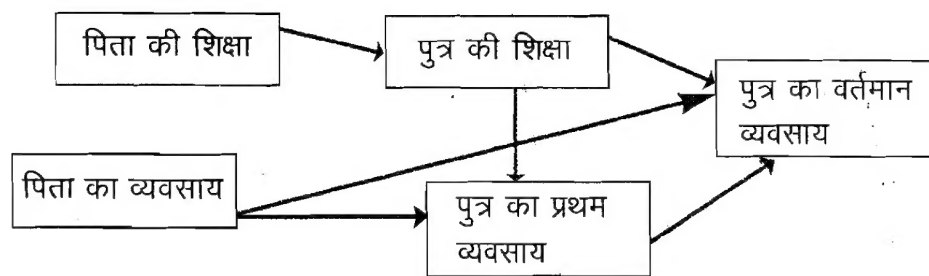 पिता की शिक्षा
पुत्र की शिक्षा
पुत्र का वर्तमान
व्यवसाय
पिता का व्यवसाय
पुत्र का प्रथम
व्यवसाय